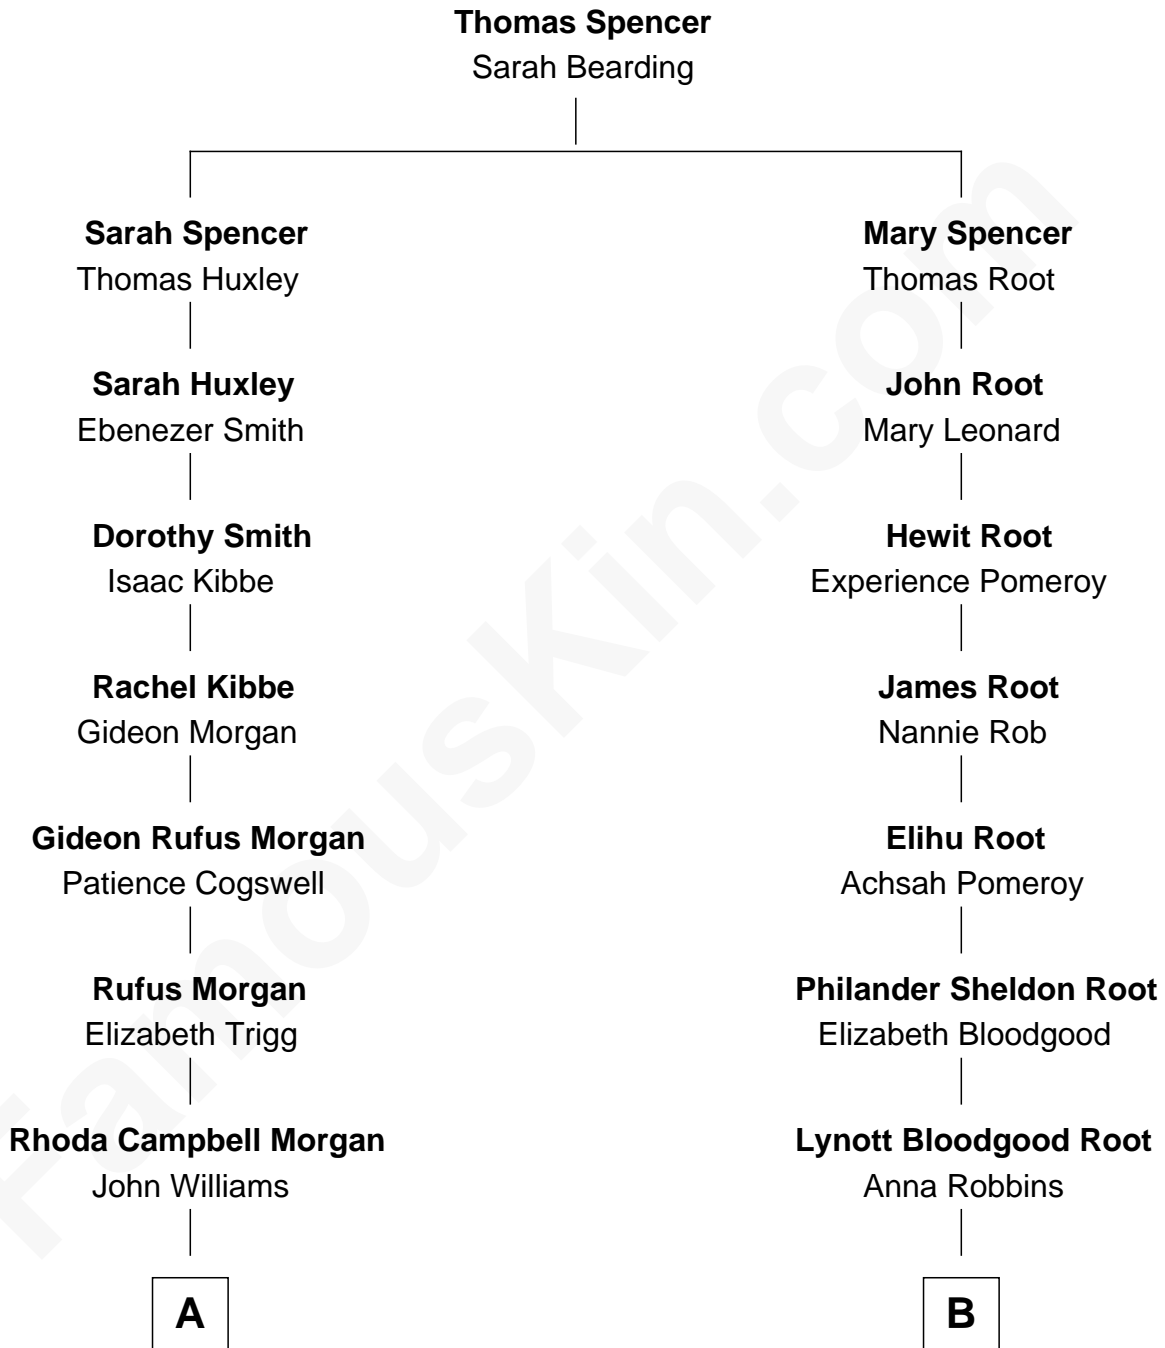 Thomas Spencer
Sarah Bearding
Sarah Spencer
Thomas Huxley
Mary Spencer
Thomas Root
Sarah Huxley
Ebenezer Smith
John Root
Mary Leonard
Dorothy Smith
Isaac Kibbe
Hewit Root
Experience Pomeroy
Rachel Kibbe
Gideon Morgan
James Root
Nannie Rob
Gideon Rufus Morgan
Patience Cogswell
Elihu Root
Achsah Pomeroy
Rufus Morgan
Elizabeth Trigg
Philander Sheldon Root
Elizabeth Bloodgood
Rhoda Campbell Morgan
John Williams
Lynott Bloodgood Root
Anna Robbins
A
B
FamousKin.com